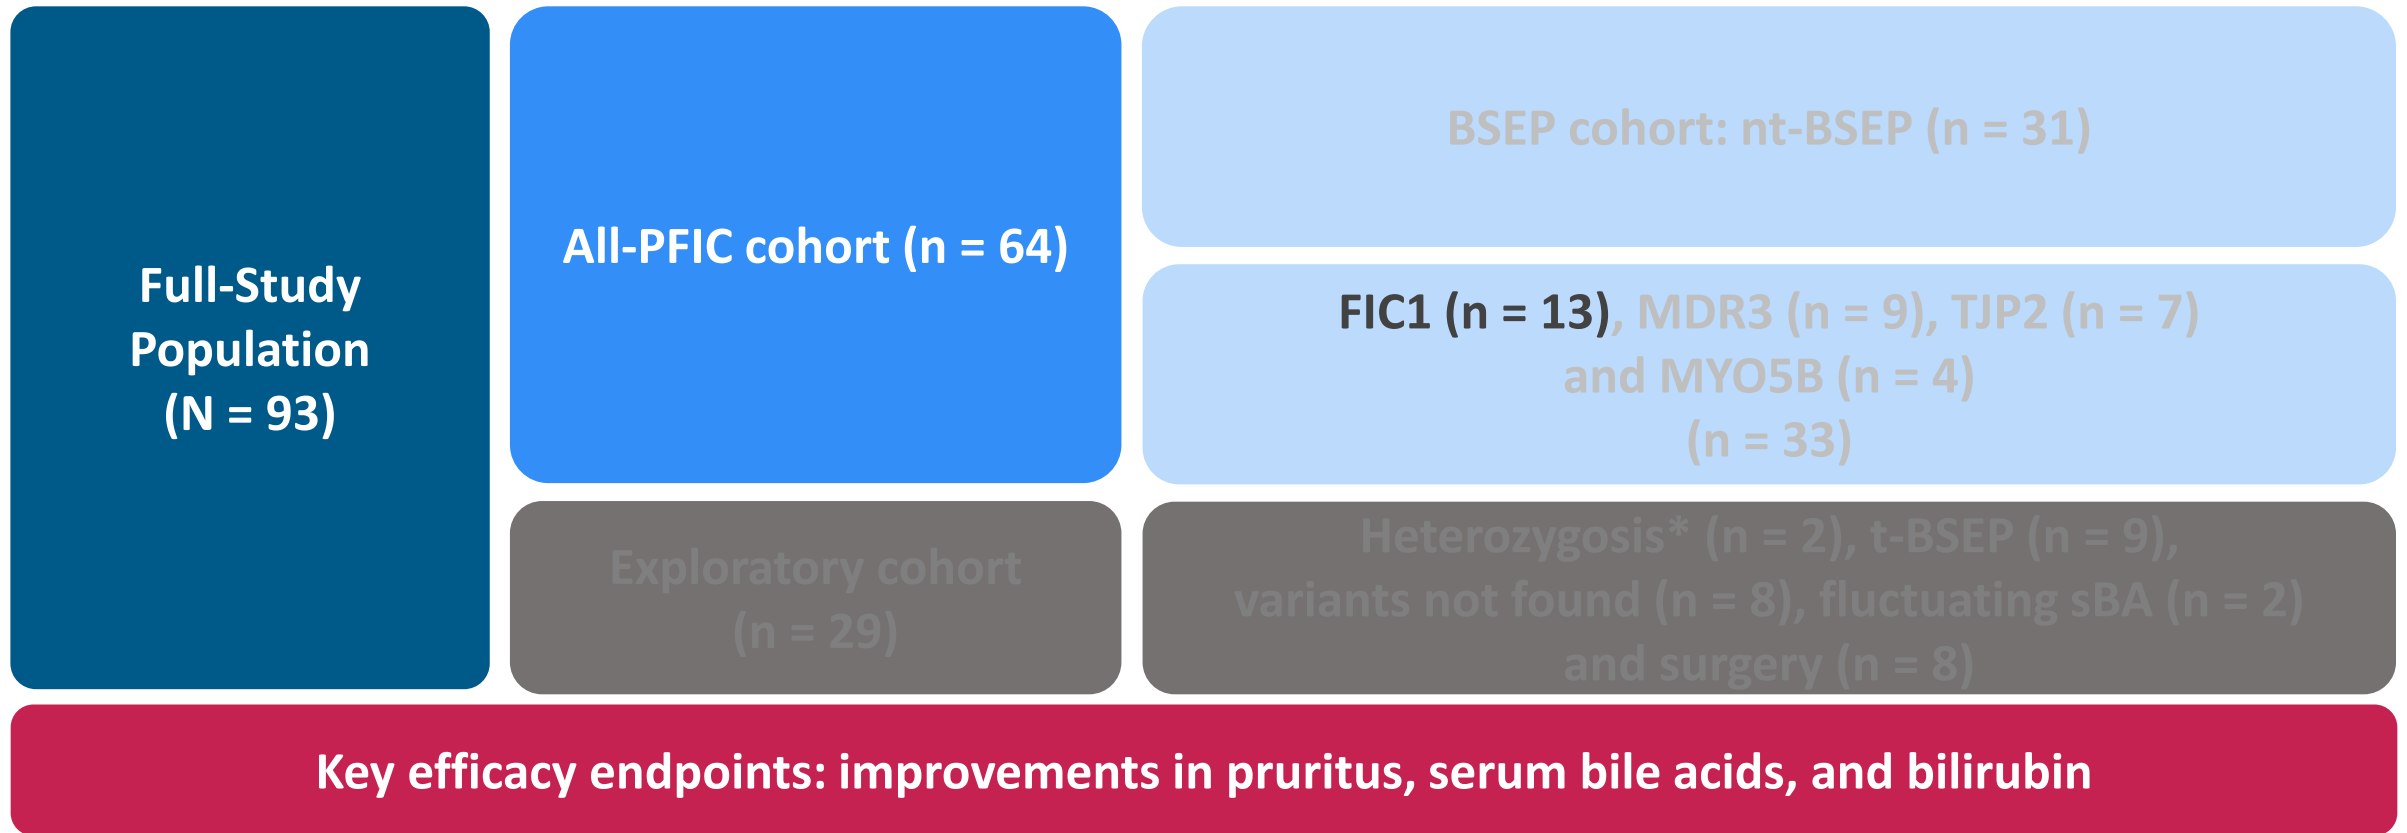 Full-Study
Population
(N = 93)
All-PFIC cohort (n = 64)
BSEP cohort: nt-BSEP (n = 31)
FIC1 (n = 13), MDR3 (n = 9), TJP2 (n = 7)
and MYO5B (n = 4)
(n = 33)
Exploratory cohort
(n = 29)
Heterozygosis* (n = 2), t-BSEP (n = 9),
variants not found (n = 8), fluctuating sBA (n = 2)
and surgery (n = 8)
Key efficacy endpoints: improvements in pruritus, serum bile acids, and bilirubin